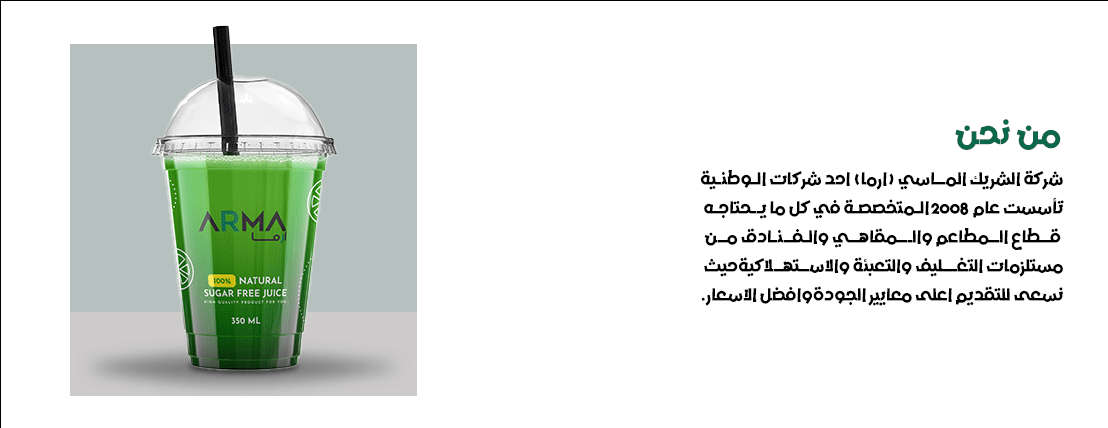 من نحن
شركة الشريك الماسي (ارما) احد شركات الوطنية
تأسست عام 2008 المتخصصة في كل ما يحتاجه
قطاع المطاعم والمقاهي والفنادق من
مستلزمات التغليف والتعبئة والاستهلاكية حيث
نسعى للتقديم اعلى معايير الجودة وافضل الاسعار.
ARMA
ارما
100% NATURAL
SUGAR FREE JUICE
HIGH QUALITY PRODUCT FOR YOU
350 ML